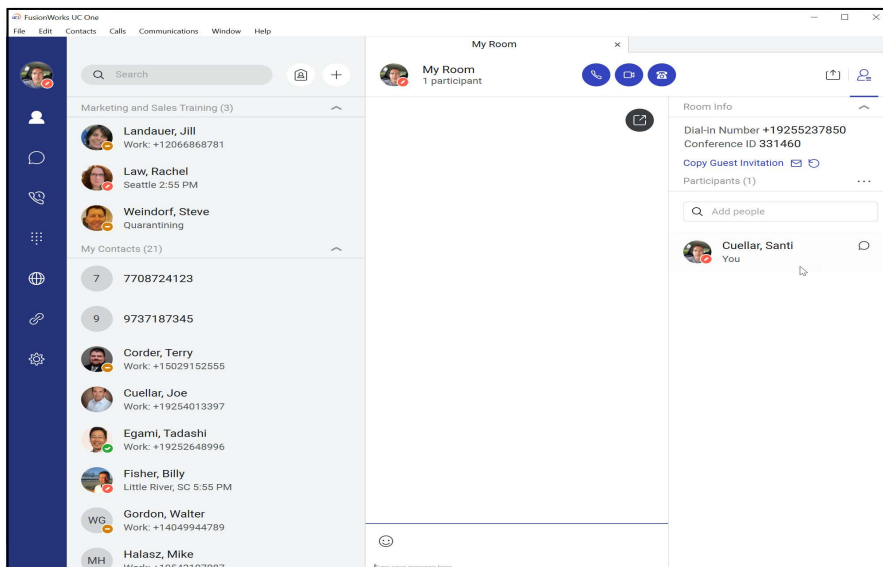 FusionWorks UC One
File Edit Contacts Calls Communications Window Help
My Room
Search
My Room
1 participant
Marketing and Sales Training (3)
Landauer, Jill
Work: +12066868781
Law, Rachel
Seattle 2:55 PM
Weindorf, Steve
Quarantining
My Contacts (21)
7 7708724123
9 9737187345
Corder, Terry
Work: +15029152555
Cuellar, Joe
Work: +19254013397
Egami, Tadashi
Work: +19252648996
Fisher, Billy
Little River, SC 5:55 PM
WG Gordon, Walter
Work: +14049944789
MH Halasz, Mike
Room Info
Dial-in Number +19255237850
Conference ID 331460
Copy Guest Invitation
Participants (1)
Add people
Cuellar, Santi
You